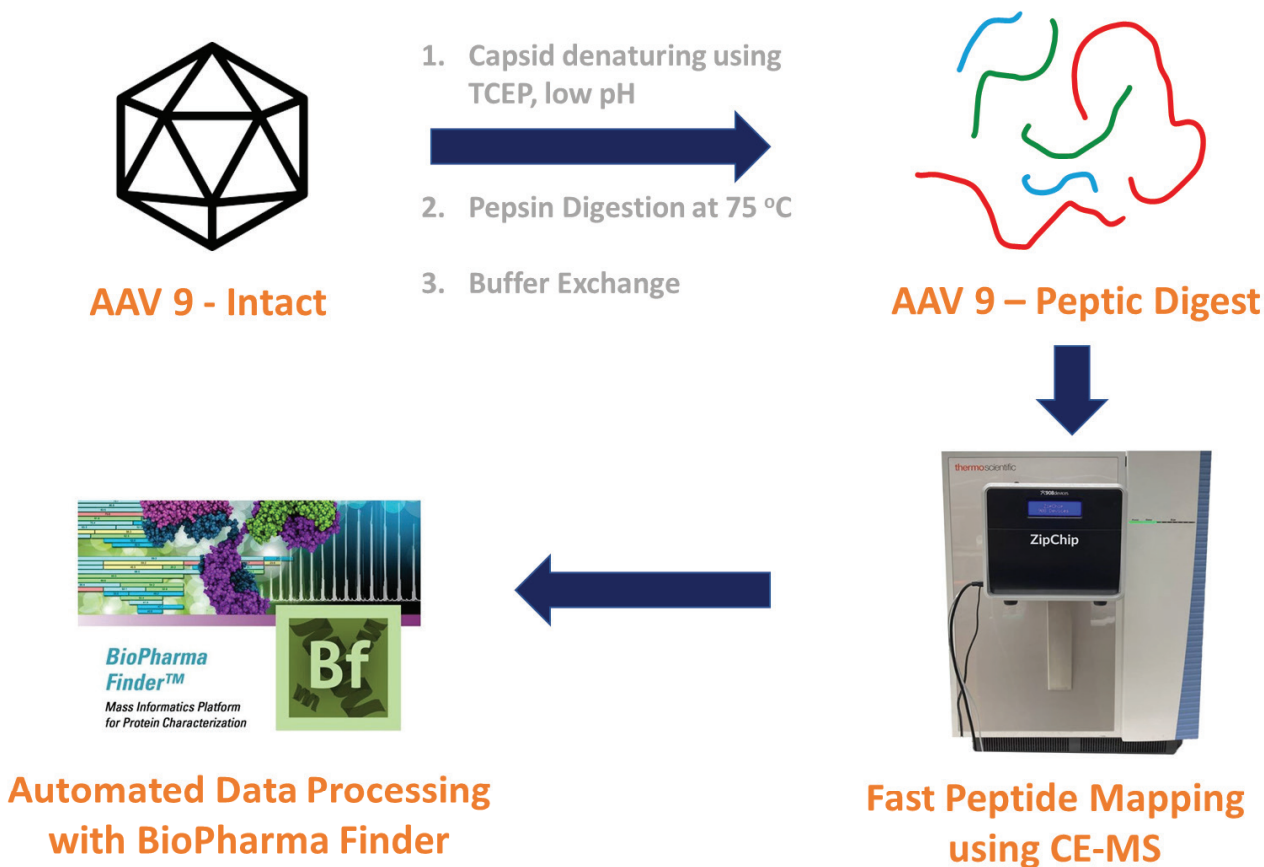 1. Capsid denaturing using
TCEP, low pH
2. Pepsin Digestion at 75 °C
3. Buffer Exchange
AAV 9 - Intact
AAV 9 – Peptic Digest
thermoscientific
ZipChip
BioPharma
Finder™
Mass Informatics Platform
for Protein Characterization
Bf
Automated Data Processing
with BioPharma Finder
Fast Peptide Mapping
using CE-MS